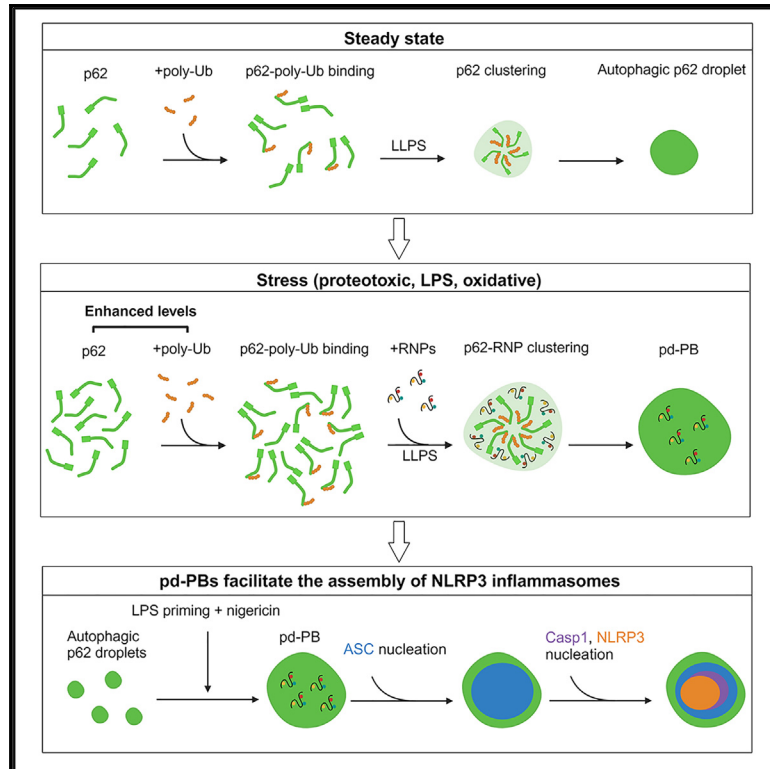 Steady state
p62
+poly-Ub
p62-poly-Ub binding
p62 clustering
Autophagic p62 droplet
LLPS
Stress (proteotoxic, LPS, oxidative)
Enhanced levels
p62
+poly-Ub
p62-poly-Ub binding
+RNPs
p62-RNP clustering
pd-PB
LLPS
pd-PBs facilitate the assembly of NLRP3 inflammasomes
LPS priming + nigericin
Autophagic
p62 droplets
pd-PB
ASC nucleation
Casp1, NLRP3
nucleation